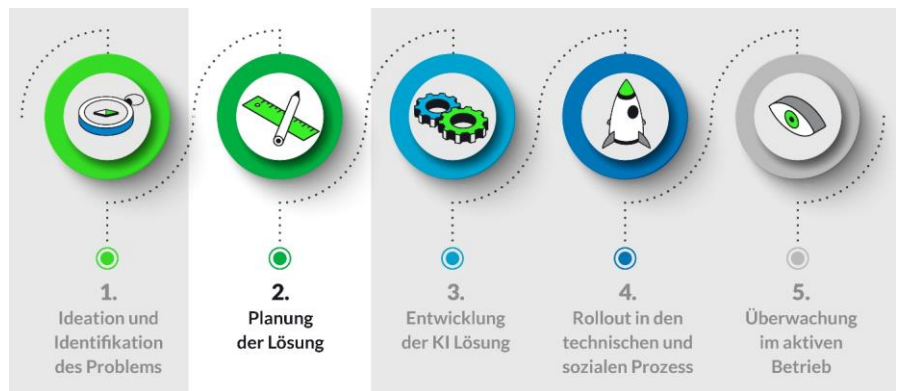 1.
Ideation und
Identifikation
des Problems
2.
Planung
der Lösung
3.
Entwicklung
der KI Lösung
4.
Rollout in den
technischen und
sozialen Prozess
5.
Überwachung
im aktiven
Betrieb